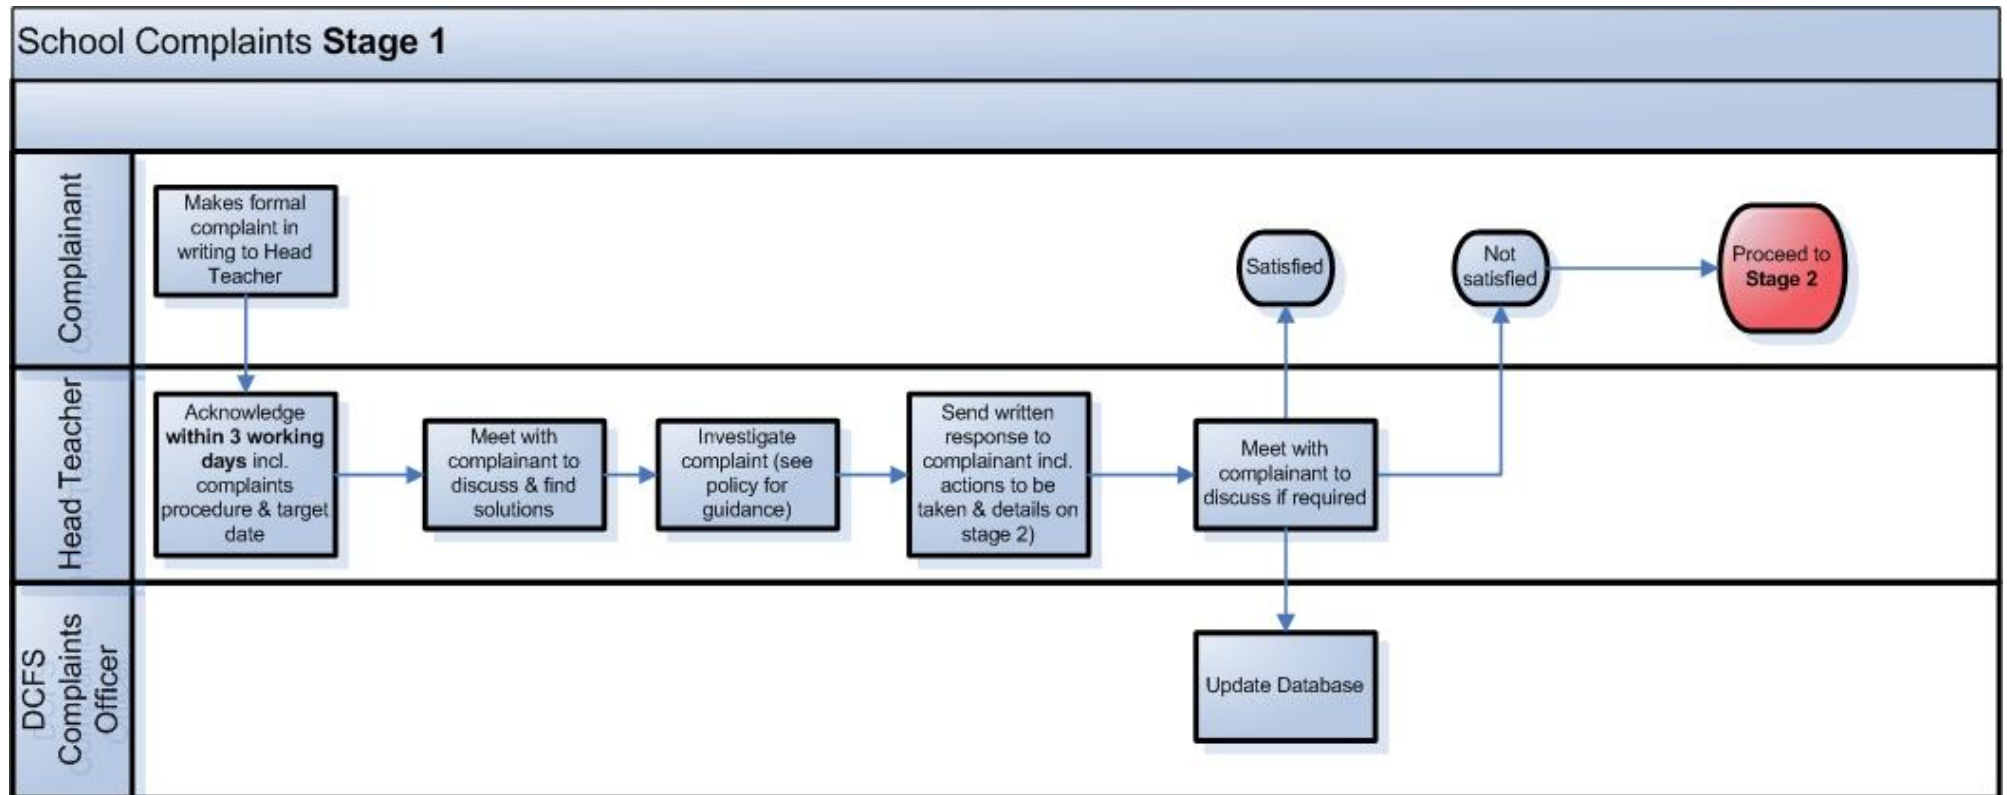 School Complaints Stage 1
Complainant
Makes formal
complaint in
writing to Head
Teacher
Satisfied
Not
satisfied
Proceed to
Stage 2
Head Teacher
Acknowledge
within 3 working
days incl.
complaints
procedure & target
date
Meet with
complainant to
discuss & find
solutions
Investigate
complaint (see
policy for
guidance)
Send written
response to
complainant incl.
actions to be
taken & details on
stage 2)
Meet with
complainant to
discuss if required
DCFS
Complaints
Officer
Update Database